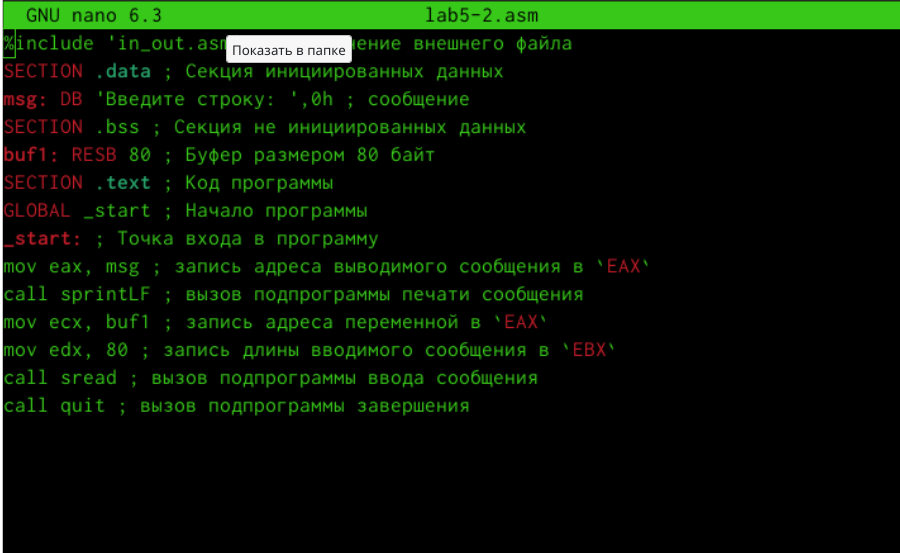 GNU nano 6.3 lab5-2.asm
%include 'in_out.asm ение внешнего файла
Показать в папке
SECTION .data ; Секция инициированных данных
msg: DB 'Введите строку: ',0h ; сообщение
SECTION .bss ; Секция не инициированных данных
buf1: RESB 80 ; Буфер размером 80 байт
SECTION .text ; Код программы
GLOBAL _start ; Начало программы
_start: ; Точка входа в программу
mov eax, msg ; запись адреса выводимого сообщения в `EAX`
call sprintLF ; вызов подпрограммы печати сообщения
mov ecx, buf1 ; запись адреса переменной в `EAX`
mov edx, 80 ; запись длины вводимого сообщения в `EBX`
call sread ; вызов подпрограммы ввода сообщения
call quit ; вызов подпрограммы завершения